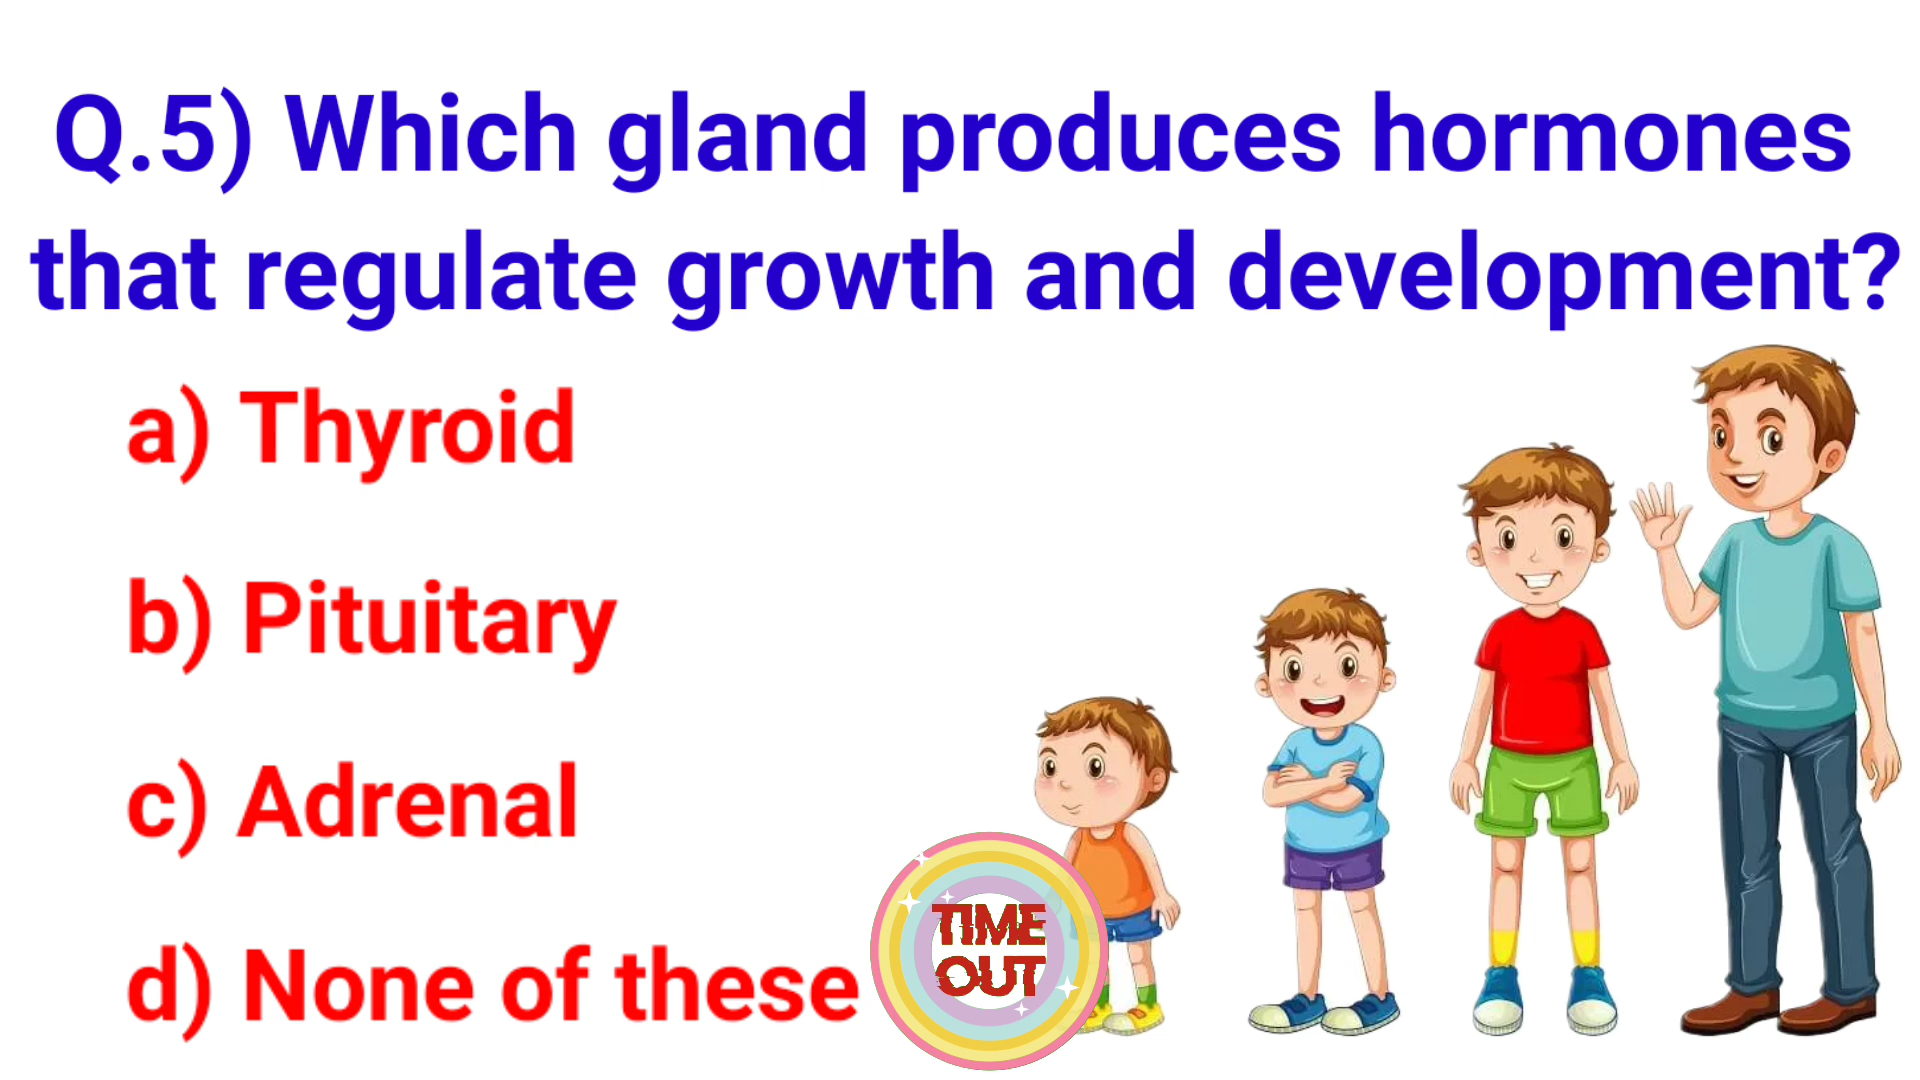 Q.5) Which gland produces hormones
that regulate growth and development?
a) Thyroid
b) Pituitary
c) Adrenal
d) None of these
TIME
OUT